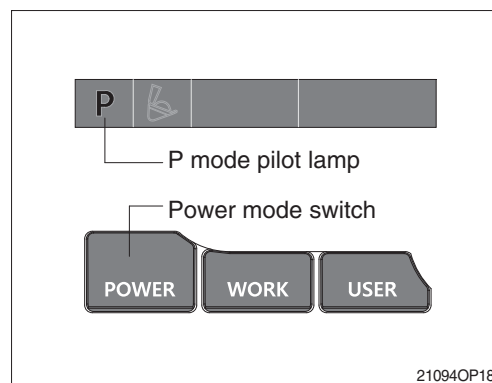 P
P mode pilot lamp
Power mode switch
POWER WORK USER
21094OP18